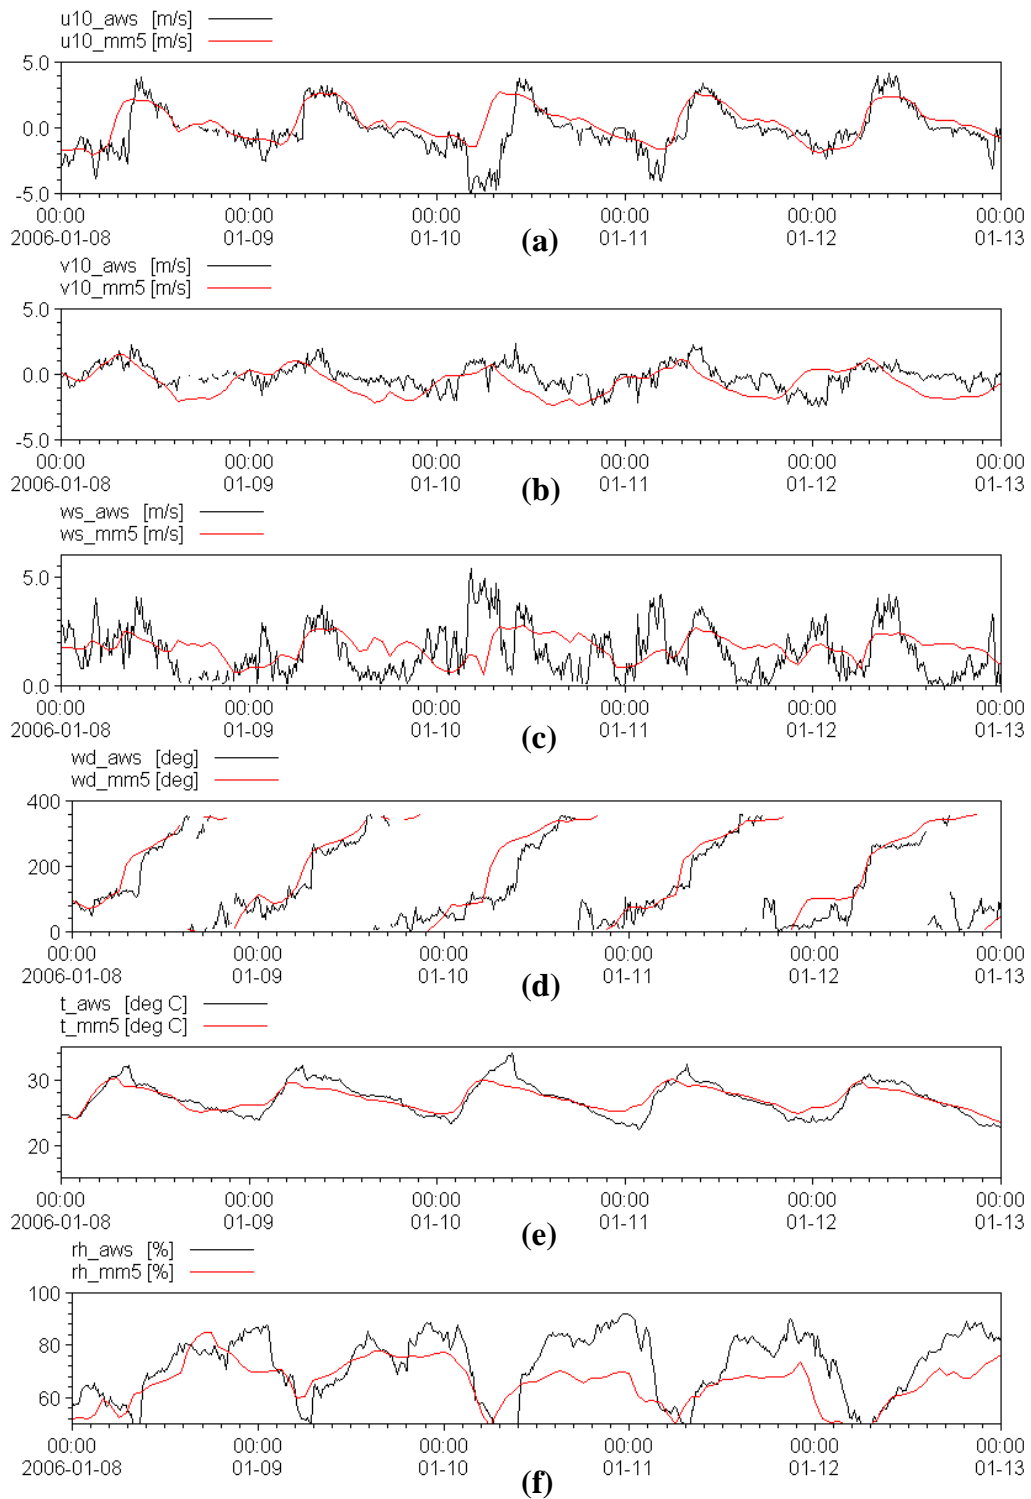 u10_aws [m/s]
u10_mm5 [m/s]
5.0
0.0
-5.0
00:00 00:00 00:00 00:00 00:00 00:00
2006-01-08 01-09 01-10 01-11 01-12 01-13
(a)
v10_aws [m/s]
v10_mm5 [m/s]
5.0
0.0
-5.0
00:00 00:00 00:00 00:00 00:00 00:00
2006-01-08 01-09 01-10 01-11 01-12 01-13
(b)
ws_aws [m/s]
ws_mm5 [m/s]
5.0
0.0
00:00 00:00 00:00 00:00 00:00 00:00
2006-01-08 01-09 01-10 01-11 01-12 01-13
(c)
wd_aws [deg]
wd_mm5 [deg]
400
200
0
00:00 00:00 00:00 00:00 00:00 00:00
2006-01-08 01-09 01-10 01-11 01-12 01-13
(d)
t_aws [deg C]
t_mm5 [deg C]
30
20
00:00 00:00 00:00 00:00 00:00 00:00
2006-01-08 01-09 01-10 01-11 01-12 01-13
(e)
rh_aws [%]
rh_mm5 [%]
100
80
60
00:00 00:00 00:00 00:00 00:00 00:00
2006-01-08 01-09 01-10 01-11 01-12 01-13
(f)